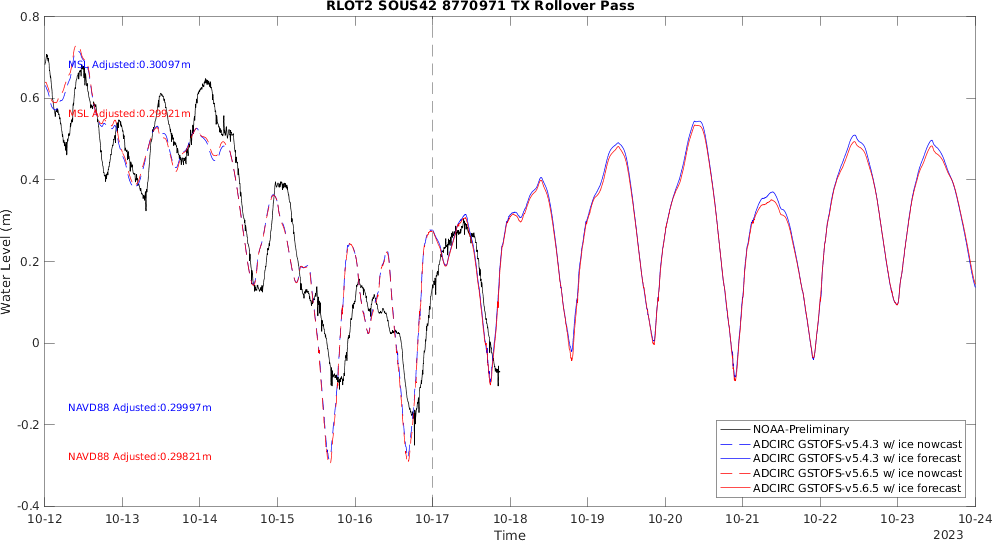 RLOT2 SOUS42 8770971 TX Rollover Pass
0.8
0.6
0.4
0.2
0
-0.2
-0.4
Water Level (m)
MSL Adjusted:0.30097m
MSL Adjusted:0.29921m
NAVD88 Adjusted:0.29997m
NAVD88 Adjusted:0.29821m
NOAA-Preliminary
ADCIRC GSTOFS-v5.4.3 w/ ice nowcast
ADCIRC GSTOFS-v5.4.3 w/ ice forecast
ADCIRC GSTOFS-v5.6.5 w/ ice nowcast
ADCIRC GSTOFS-v5.6.5 w/ ice forecast
10-12 10-13 10-14 10-15 10-16 10-17 10-18 10-19 10-20 10-21 10-22 10-23 10-24
Time
2023